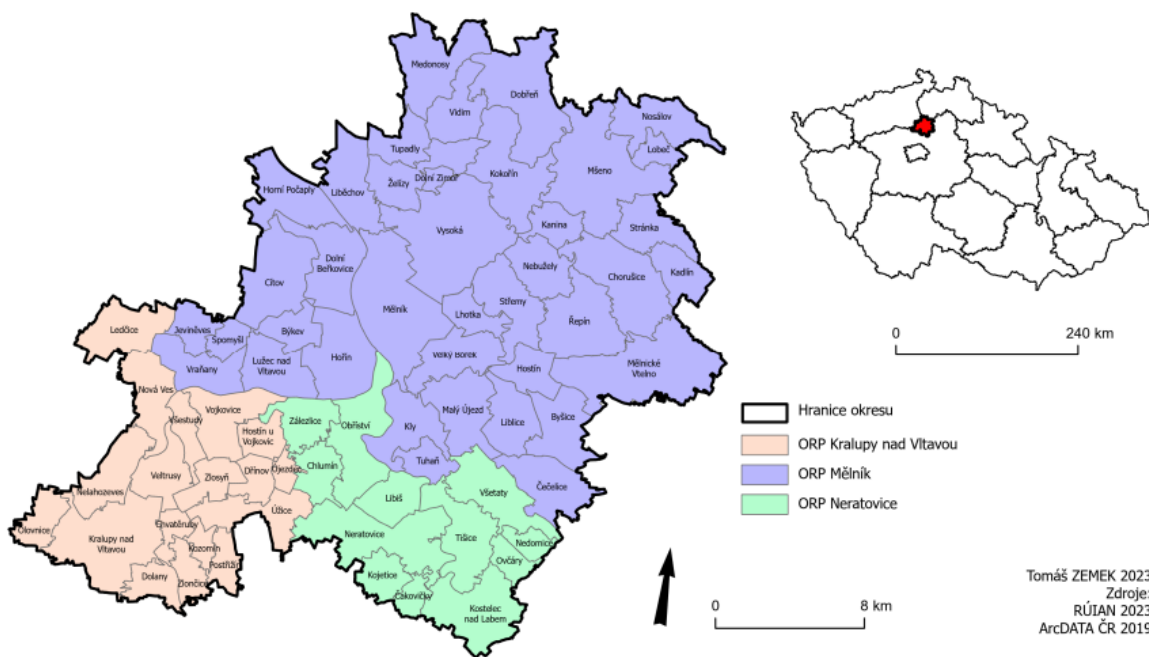 Medonosy
Dobřeň
Vidim
Nosálov
Lobeč
Tupadly
Dolní Zimoř
Želízy
Kokořín
Mšeno
Horní Počaply
Liběchov
Vysoká
Kanina
Stránka
Dolní
Beřkovice
Nebužely
Chorušice
Kadlín
Cítov
Střemy
Mělník
Lhotka
Řepín
Ledčice
Jeviněves
Spomyšl
Býkev
Vraňany
Lužec nad
Vltavou
Hořín
Velký Borek
Hostín
Mělnické
Vtelno
Nová Ves
Vojkovice
Všestudy
Hostín u
Vojkovic
Zálezlice
Obříství
Malý Újezd
Kly
Liblice
Byšice
Tuhaň
Veltrusy
Zlosyň
Dřínov
Újezdec
Chlumín
Čečelice
Všetaty
Nelahozeves
Úžice
Libiš
Olovnice
Chvatěruby
Kralupy nad
Vltavou
Kozomín
Postřižín
Neratovice
Tišice
Nedomice
Ovčáry
Dolany
Zlončice
Kojetice
Čakovičky
Kostelec
nad Labem
0 240 km
Hranice okresu
ORP Kralupy nad Vltavou
ORP Mělník
ORP Neratovice
0 8 km
Tomáš ZEMEK 2023
Zdroje:
RÚIAN 2023
ArcDATA ČR 2019